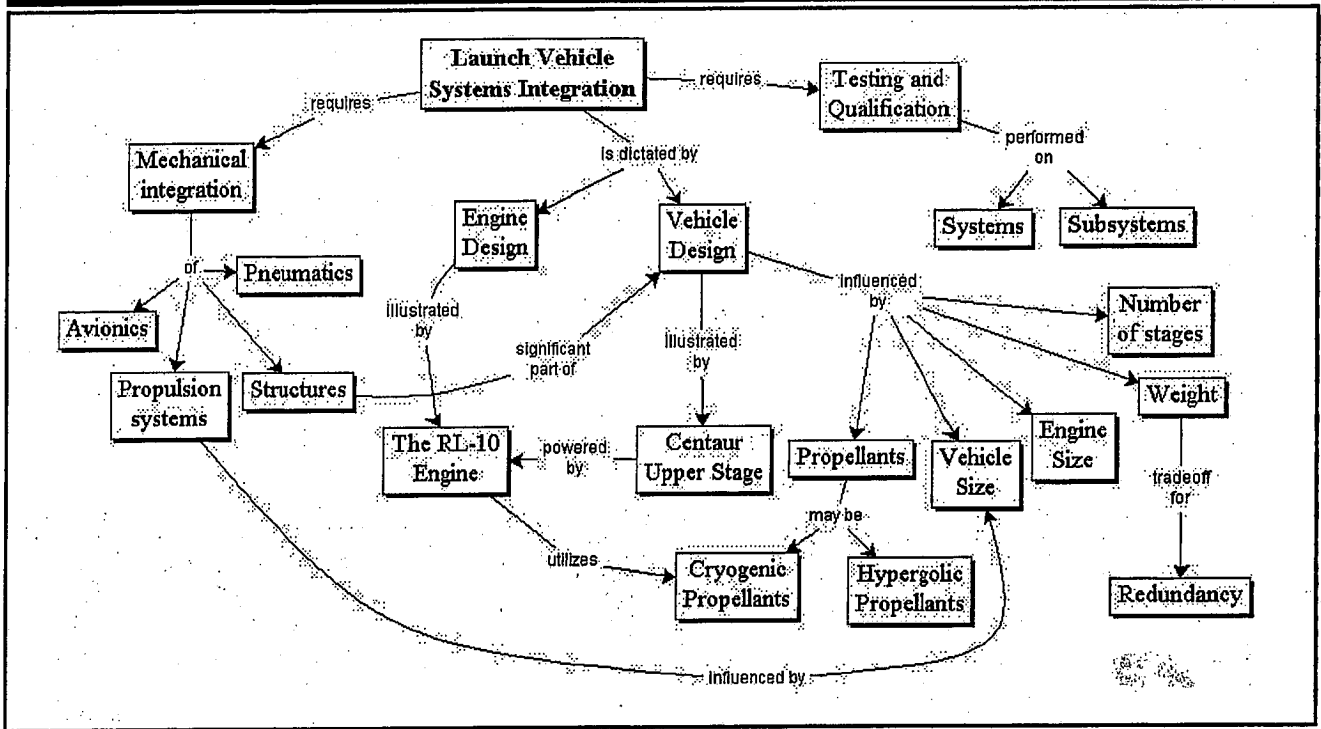 Launch Vehicle
Systems Integration
requires
Testing and
Qualification
requires
performed
on
Mechanical
integration
Is dictated by
Engine
Design
Vehicle
Design
Systems
Subsystems
of
Pneumatics
Influenced
by
Number
of stages
Avionics
illustrated
by
significant
part of
illustrated
by
Propulsion
systems
Structures
Weight
The RL-10
Engine
powered
by
Centaur
Upper Stage
Propellants
Vehicle
Size
Engine
Size
tradeoff
for
may be
utilizes
Cryogenic
Propellants
Hypergolic
Propellants
Redundancy
Influenced by